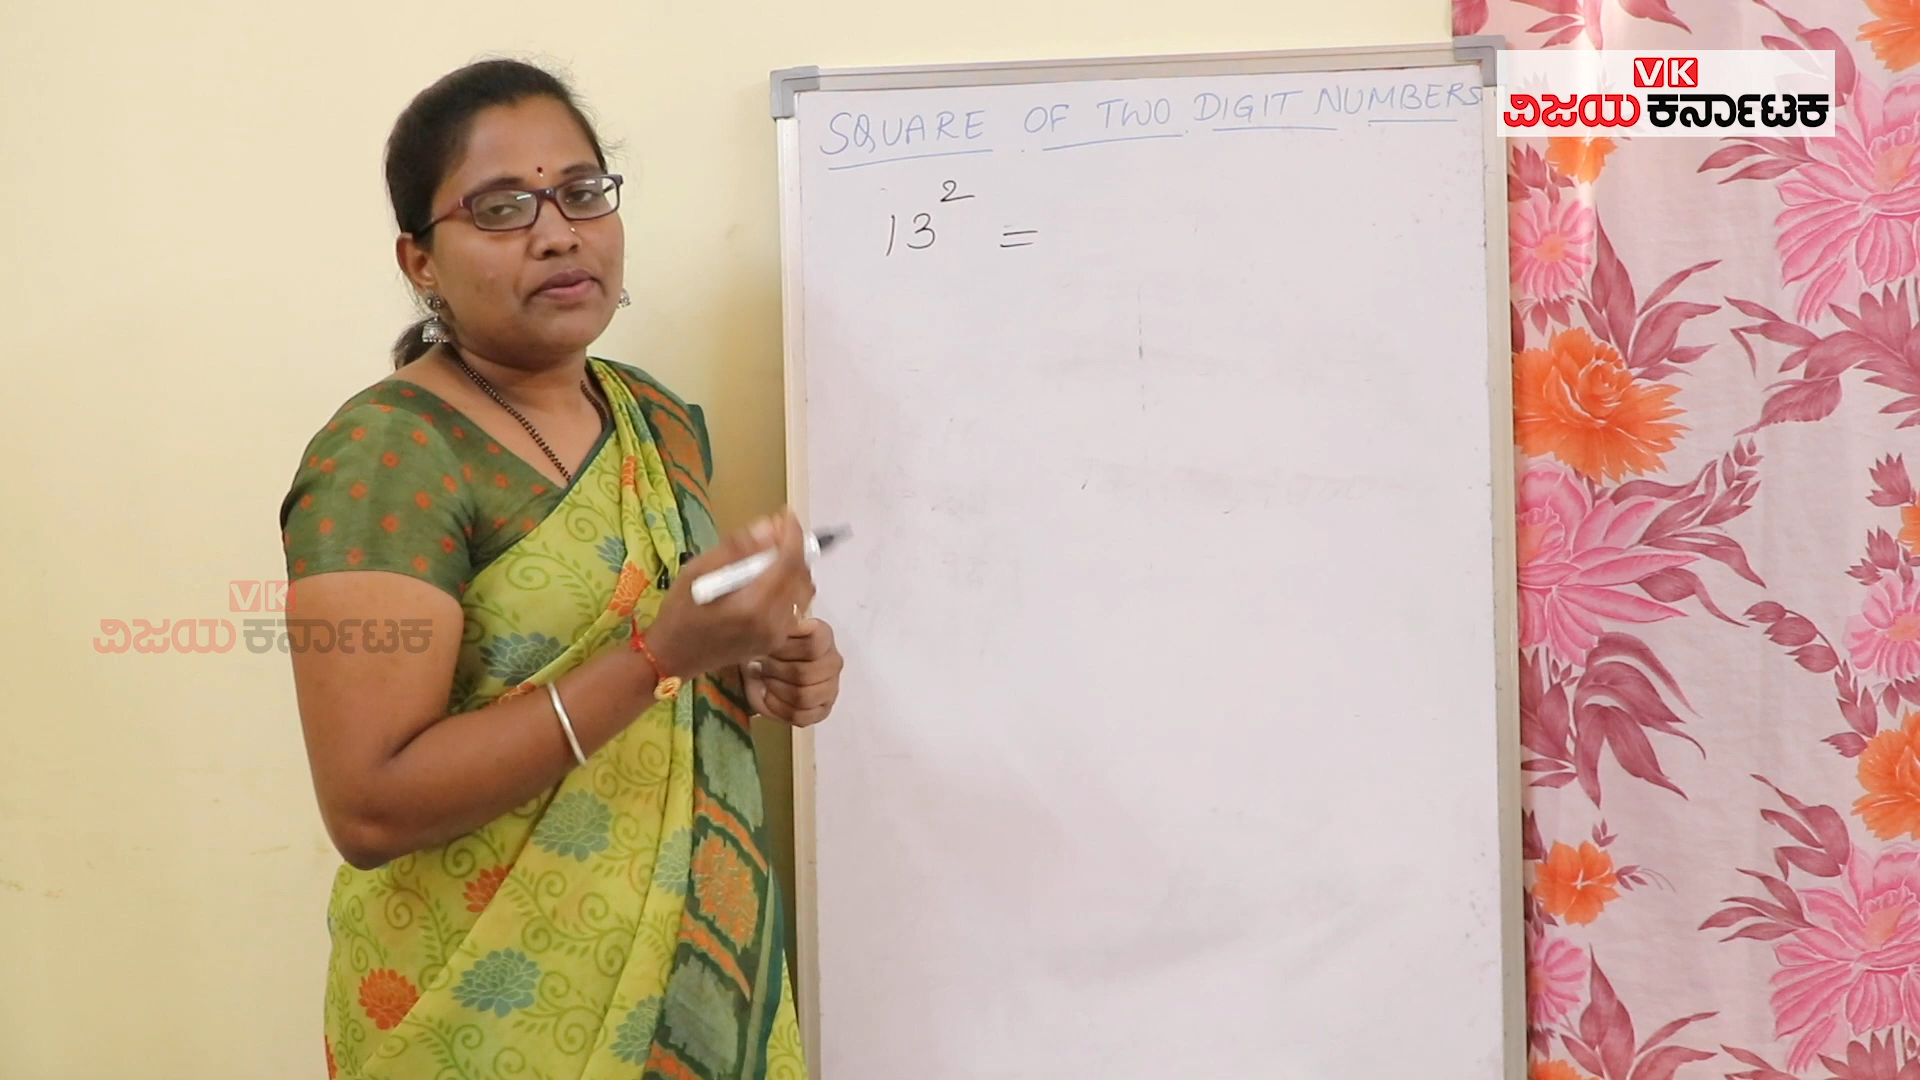 SQUARE OF TWO DIGIT NUMBERS
13² =
VK
ವಿಜಯ ಕರ್ನಾಟಕ
VK
ವಿಜಯ ಕರ್ನಾಟಕ